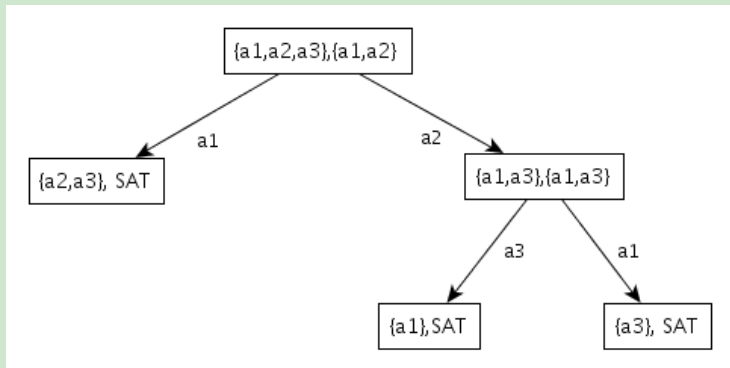 {a1,a2,a3},{a1,a2}
a1
a2
{a2,a3}, SAT
{a1,a3},{a1,a3}
a3
a1
{a1},SAT
{a3}, SAT